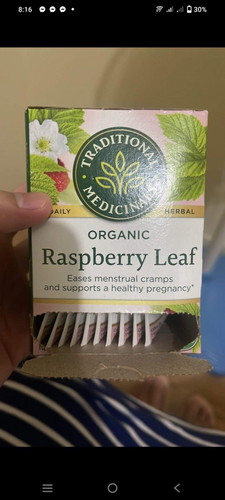 8:16
30%
TRADITIONAL
MEDICINALS
DAILY
HERBAL
ORGANIC
Raspberry Leaf
Eases menstrual cramps
and supports a healthy pregnancy*